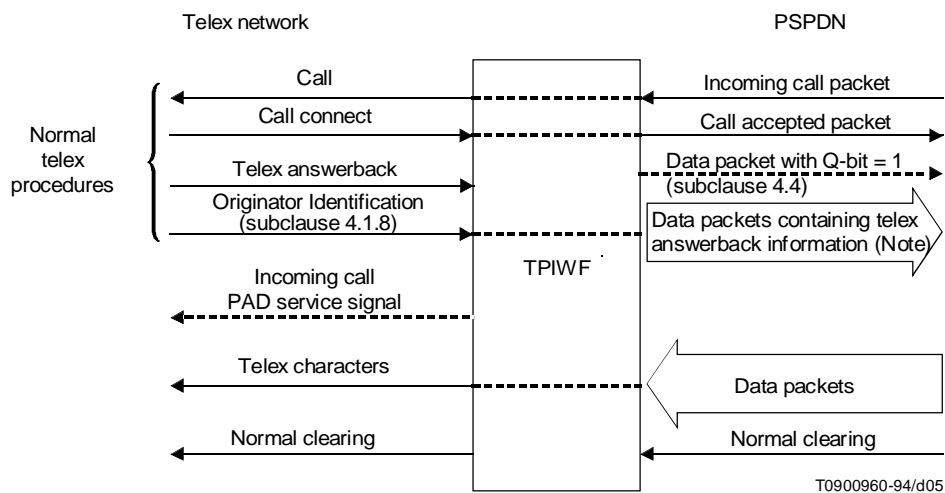 Telex network
PSPDN
Call
Incoming call packet
Call connect
Call accepted packet
Normal
telex
procedures
Telex answerback
Data packet with Q-bit = 1
(subclause 4.4)
Originator Identification
(subclause 4.1.8)
Data packets containing telex
answerback information (Note)
TPIWF
Incoming call
PAD service signal
Telex characters
Data packets
Normal clearing
Normal clearing
T0900960-94/d05